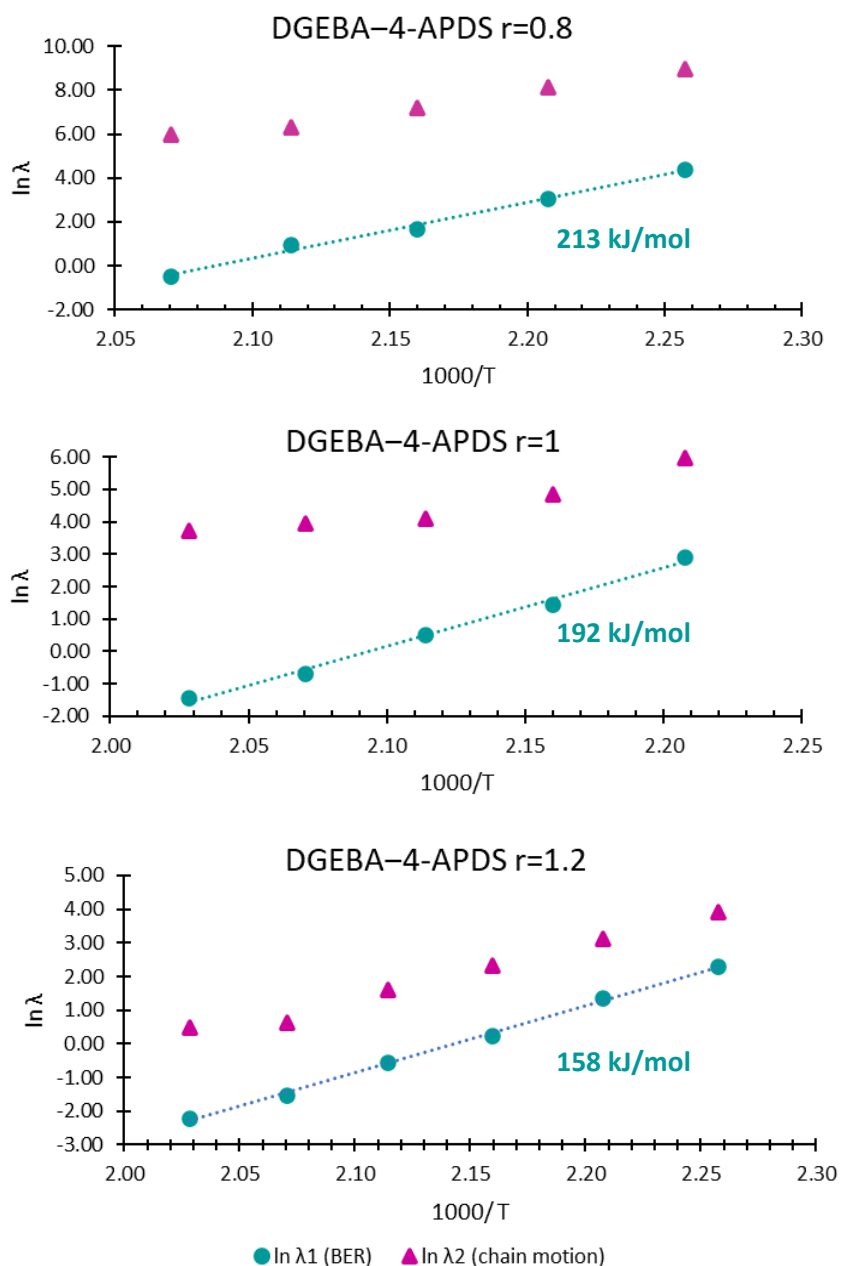 DGEBA–4-APDS r=0.8
10.00
8.00
6.00
4.00
2.00
0.00
-2.00
ln λ
213 kJ/mol
2.05 2.10 2.15 2.20 2.25 2.30
1000/T
DGEBA–4-APDS r=1
6.00
5.00
4.00
3.00
2.00
1.00
0.00
-1.00
-2.00
ln λ
192 kJ/mol
2.00 2.05 2.10 2.15 2.20 2.25
1000/T
DGEBA–4-APDS r=1.2
5.00
4.00
3.00
2.00
1.00
0.00
-1.00
-2.00
-3.00
ln λ
158 kJ/mol
2.00 2.05 2.10 2.15 2.20 2.25 2.30
1000/T
ln λ1 (BER) ln λ2 (chain motion)